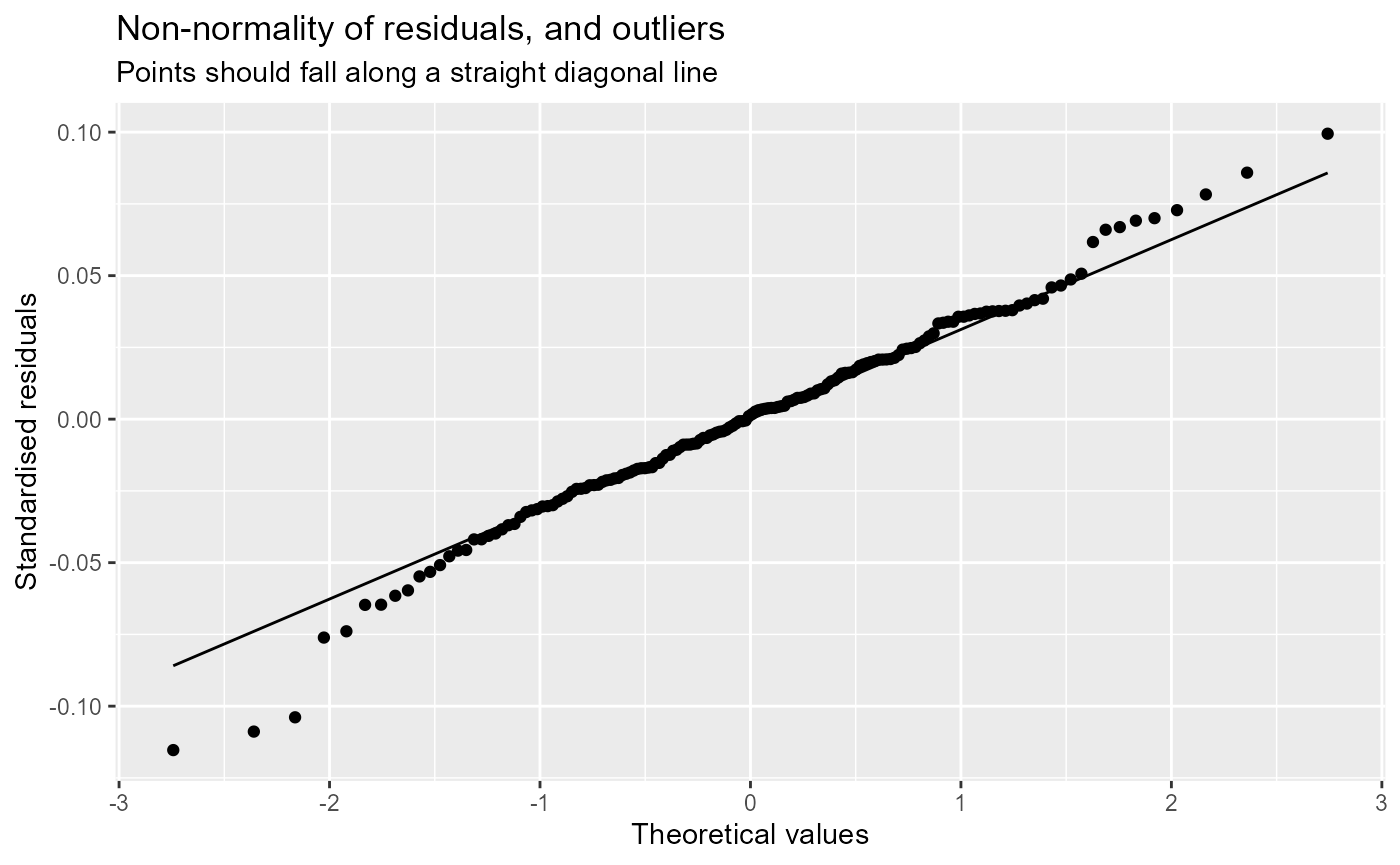 Non-normality of residuals, and outliers
Points should fall along a straight diagonal line
0.10
0.05
0.00
-0.05
-0.10
Standardised residuals
-3 -2 -1 0 1 2 3
Theoretical values